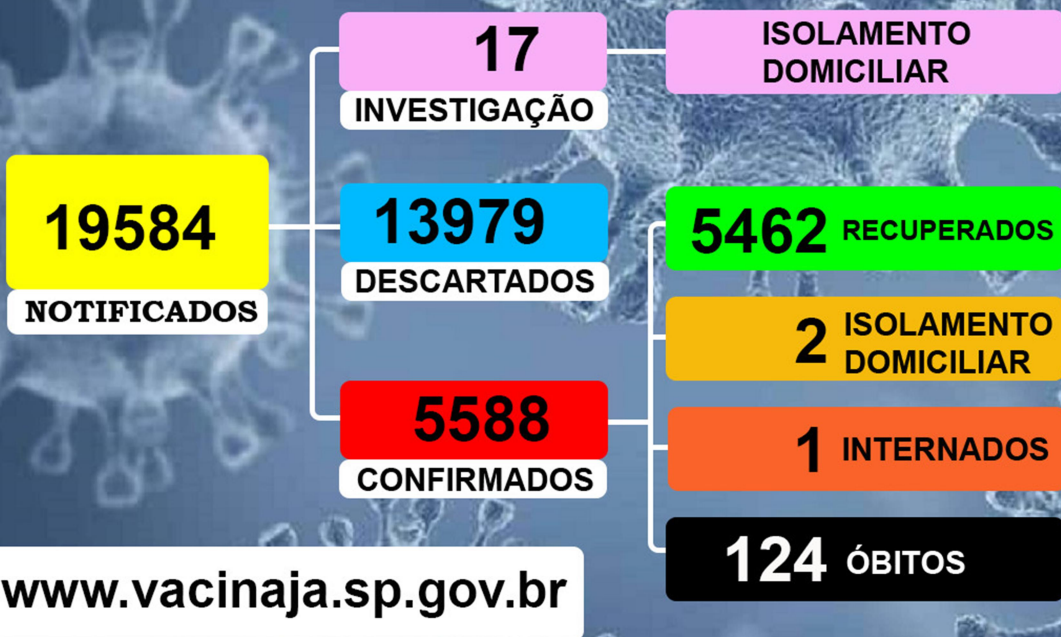 17
INVESTIGAÇÃO
ISOLAMENTO
DOMICILIAR
19584
NOTIFICADOS
13979
DESCARTADOS
5588
CONFIRMADOS
5462 RECUPERADOS
2 ISOLAMENTO
DOMICILIAR
1 INTERNADOS
124 ÓBITOS
www.vacinaja.sp.gov.br